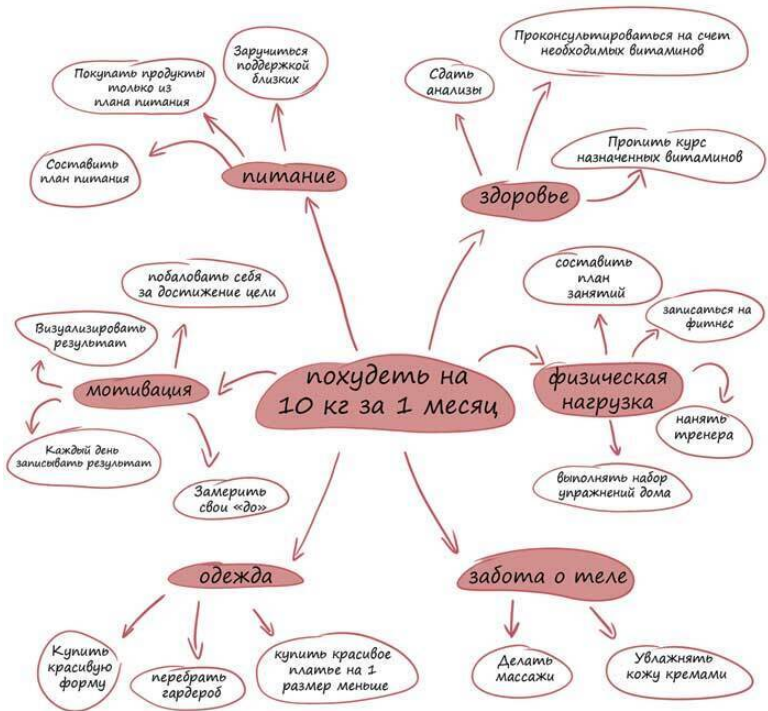 Покупать продукты
только из
плана питания
Заручиться
поддержкой
близких
Составить
план питания
питание
Проконсультироваться на счет
необходимых витаминов
Сдать
анализы
Пропить курс
назначенных витаминов
здоровье
побаловать себя
за достижение цели
Визуализировать
результат
мотивация
Каждый день
записывать результат
Замерить
свои «до»
похудеть на
10 кг за 1 месяц
составить
план
занятий
записаться на
фитнес
физическая
нагрузка
нанять
тренера
выполнять набор
упражнений дома
одежда
Купить
красивую
форму
перебрать
гардероб
купить красивое
платье на 1
размер меньше
забота о теле
Делать
массажи
Увлажнять
кожу кремами